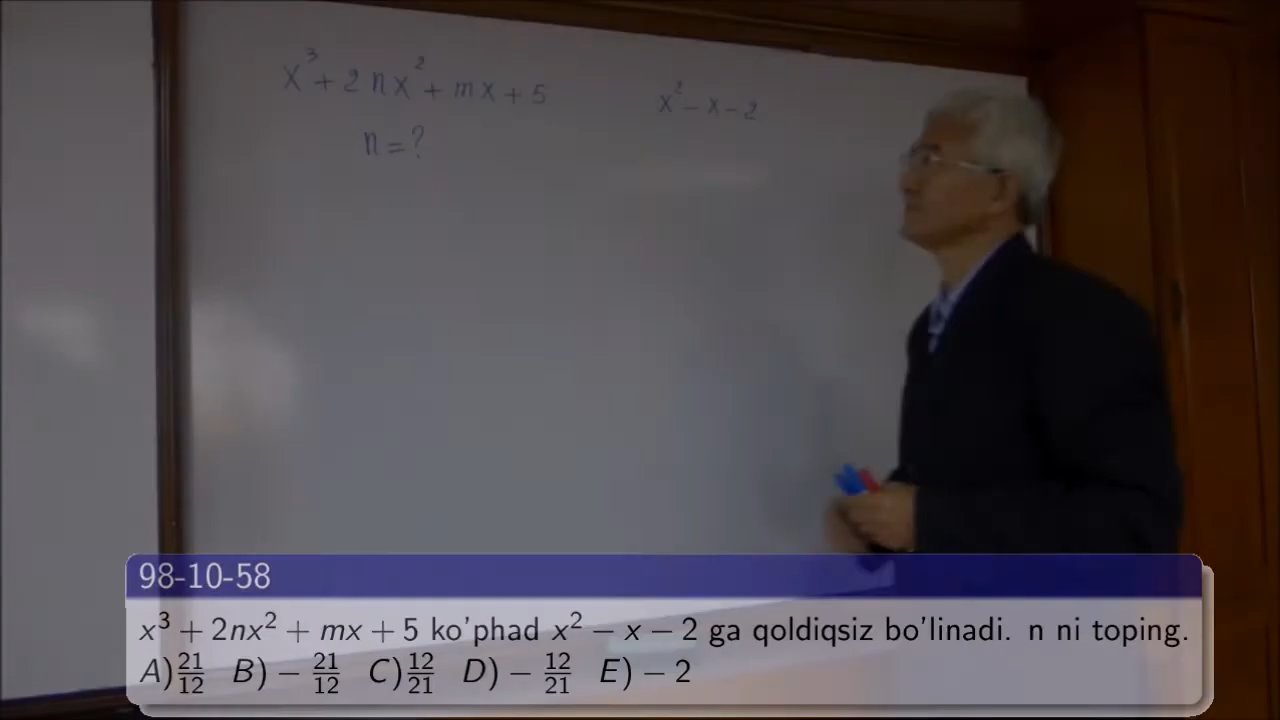 x³ + 2nx² + mx + 5    x² - x - 2
n = ?
98-10-58
x³ + 2nx² + mx + 5 ko'phad x² − x − 2 ga qoldiqsiz bo'linadi. n ni toping.
A) 21/12 B) − 21/12 C) 12/21 D) − 12/21 E) − 2